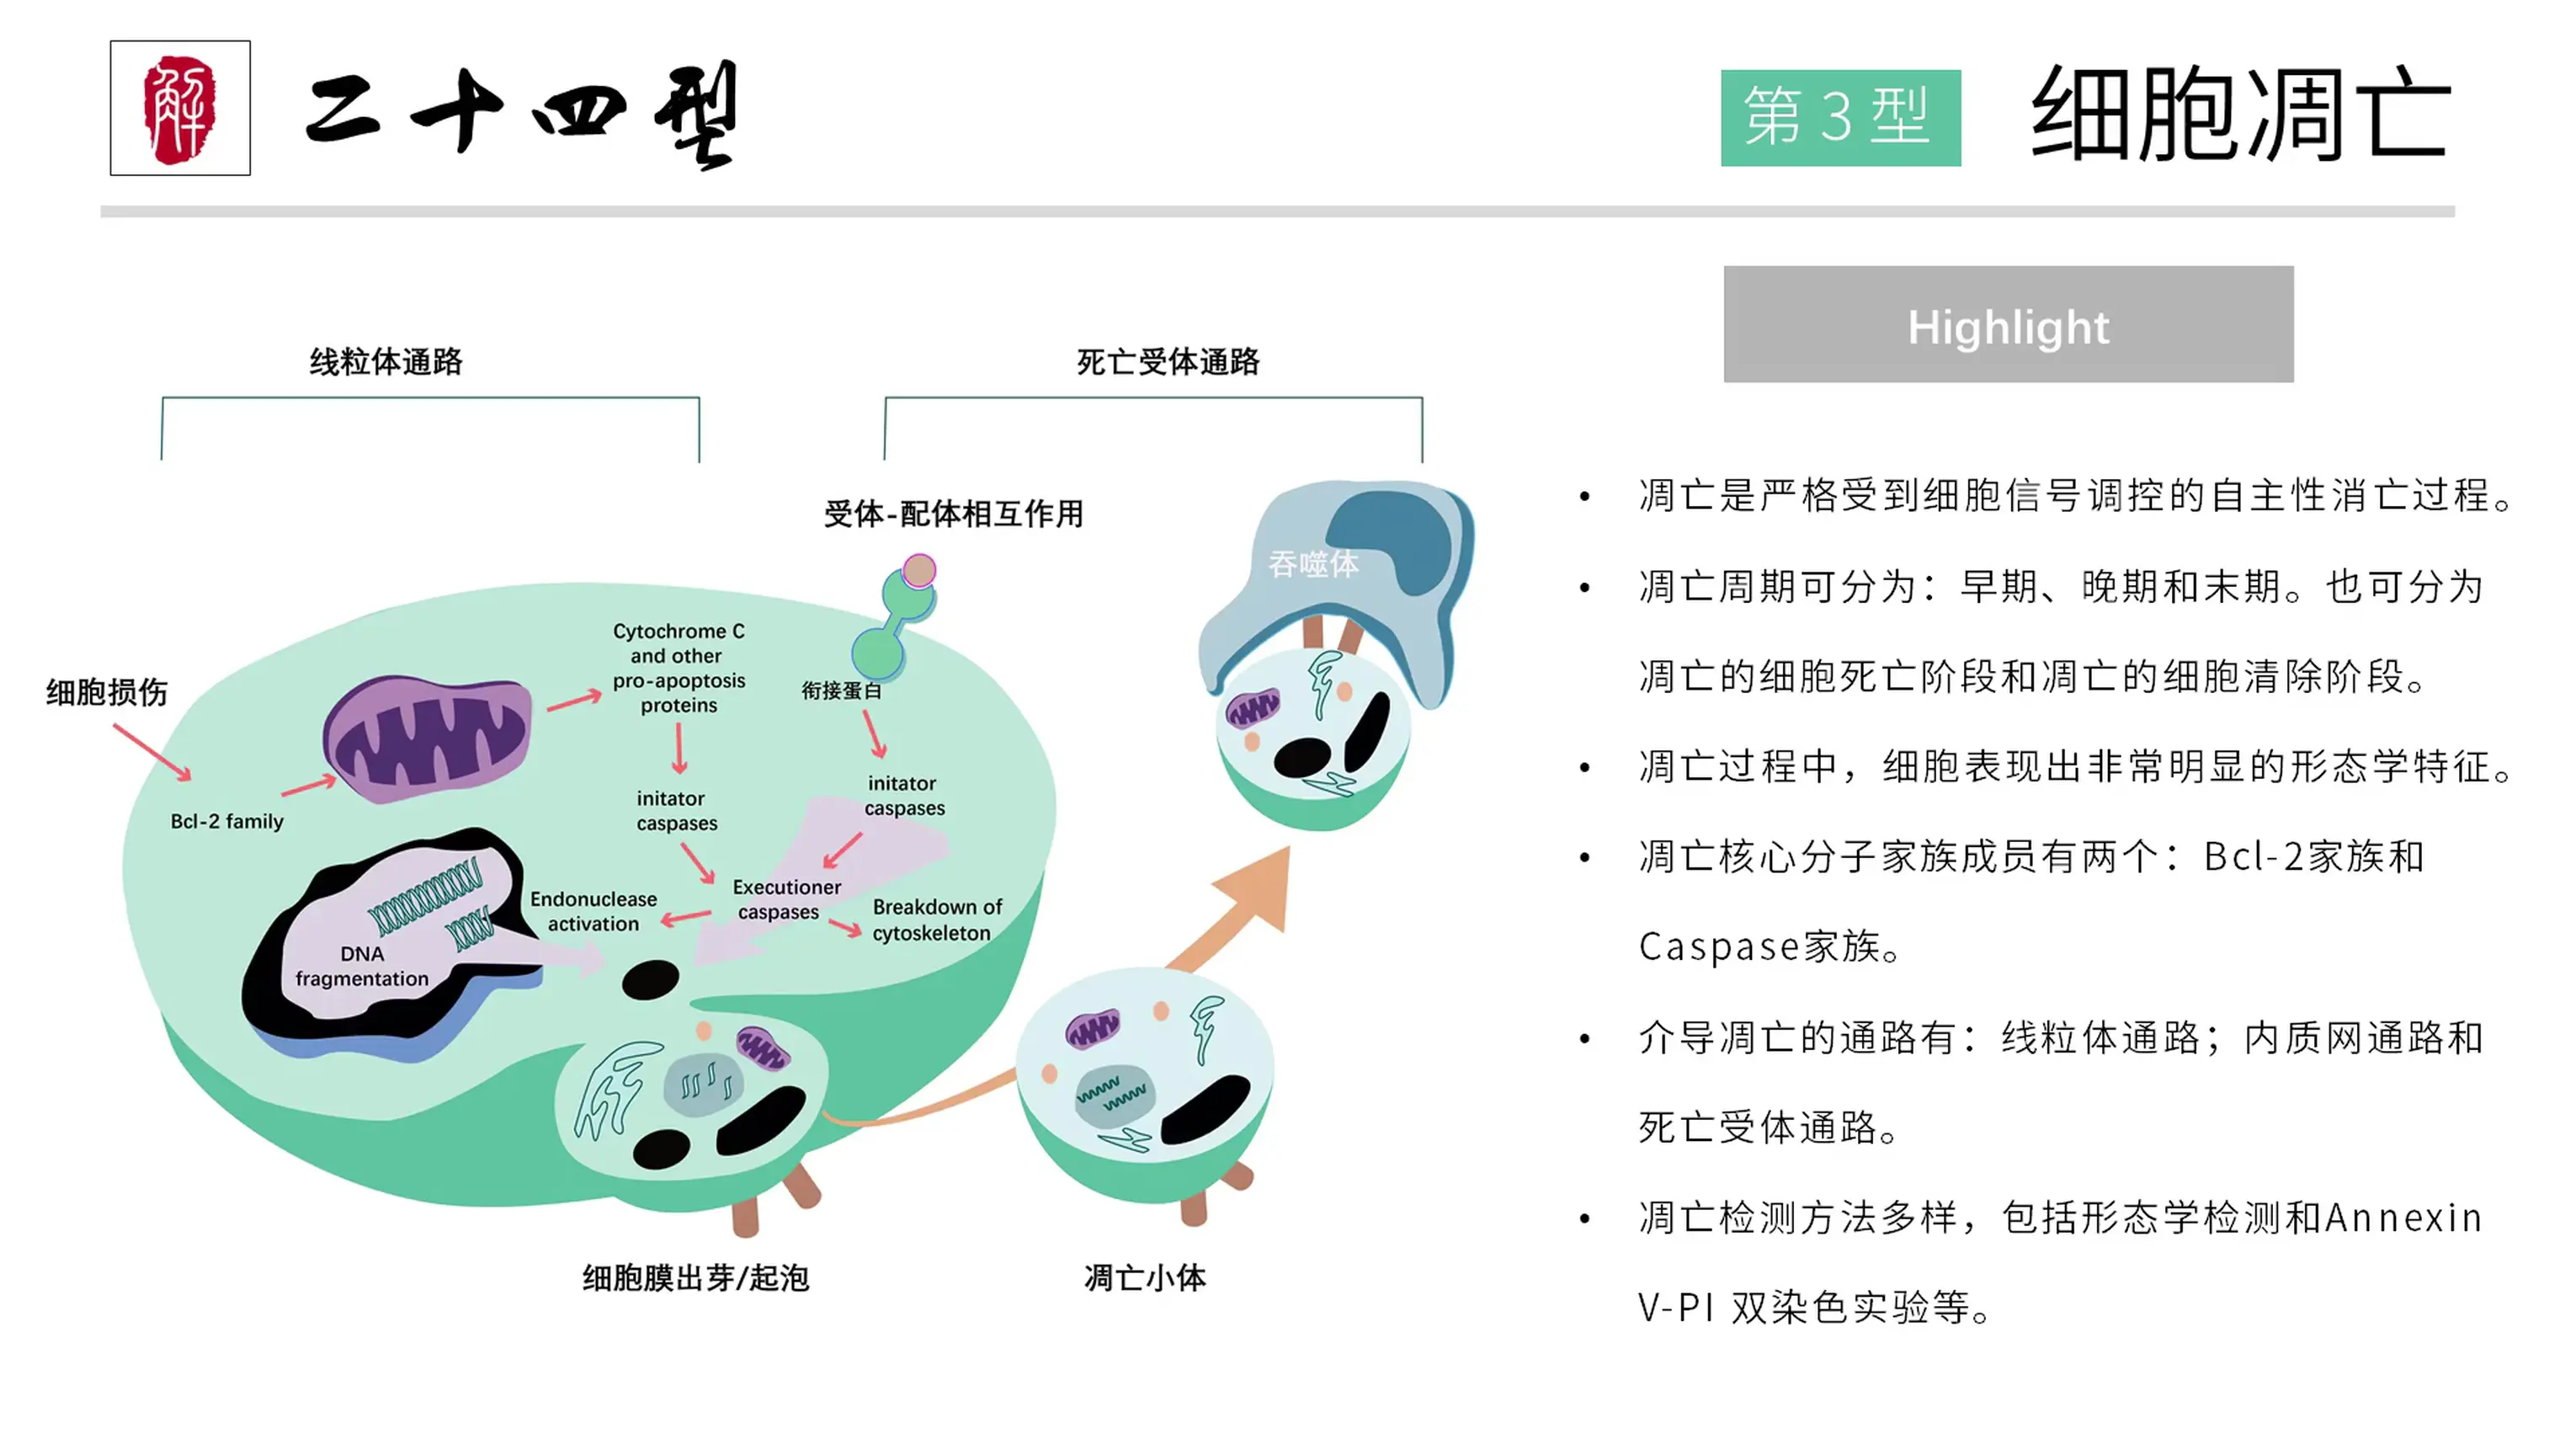 解
二十四型
第3型
细胞凋亡
线粒体通路
死亡受体通路
受体-配体相互作用
吞噬体
细胞损伤
Bcl-2 family
Cytochrome C
and other
pro-apoptosis
proteins
衔接蛋白
initator
caspases
initator
caspases
Executioner
caspases
Endonuclease
activation
Breakdown of
cytoskeleton
DNA
fragmentation
细胞膜出芽/起泡
凋亡小体
Highlight
• 凋亡是严格受到细胞信号调控的自主性消亡过程。
• 凋亡周期可分为：早期、晚期和末期。也可分为
凋亡的细胞死亡阶段和凋亡的细胞清除阶段。
• 凋亡过程中，细胞表现出非常明显的形态学特征。
• 凋亡核心分子家族成员有两个：Bcl-2家族和
Caspase家族。
• 介导凋亡的通路有：线粒体通路；内质网通路和
死亡受体通路。
• 凋亡检测方法多样，包括形态学检测和Annexin
V-PI 双染色实验等。